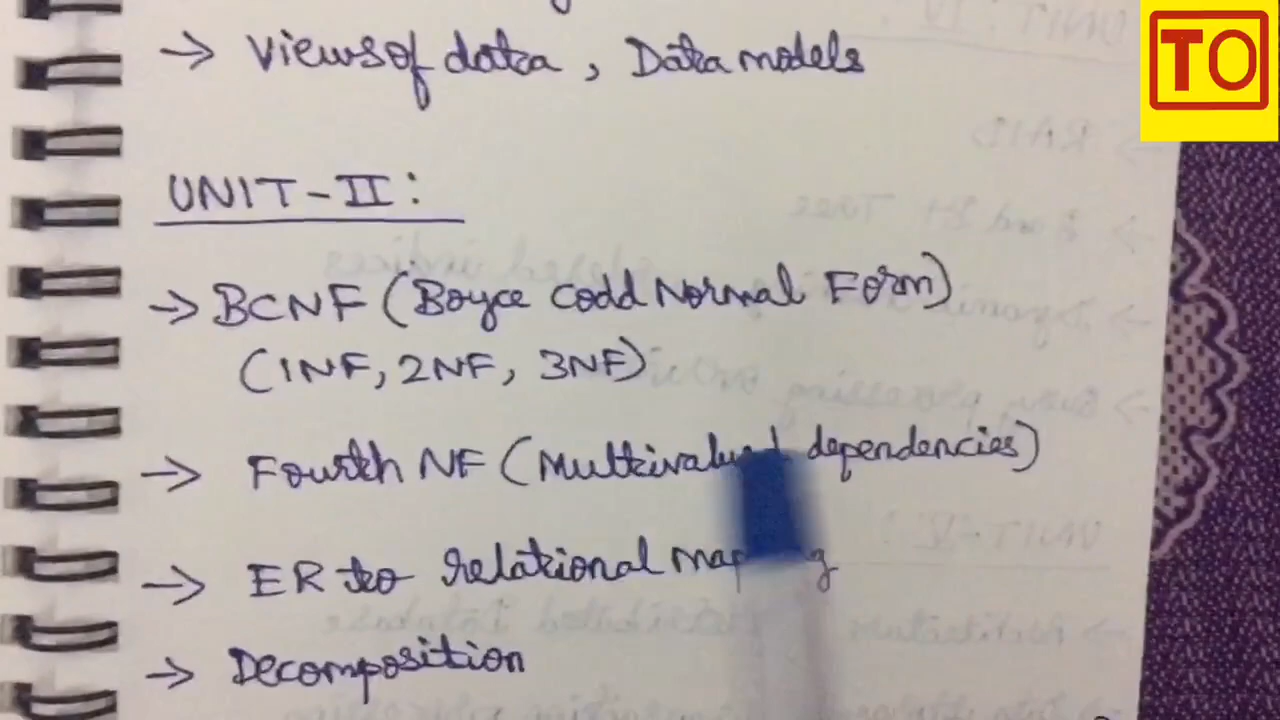 → Views of data, Data models
TO
UNIT-II:
→ BCNF (Boyce Codd Normal Form)
(1NF, 2NF, 3NF)
→ Fourth NF (Multivalued dependencies)
→ ER to relational mapping
→ Decomposition